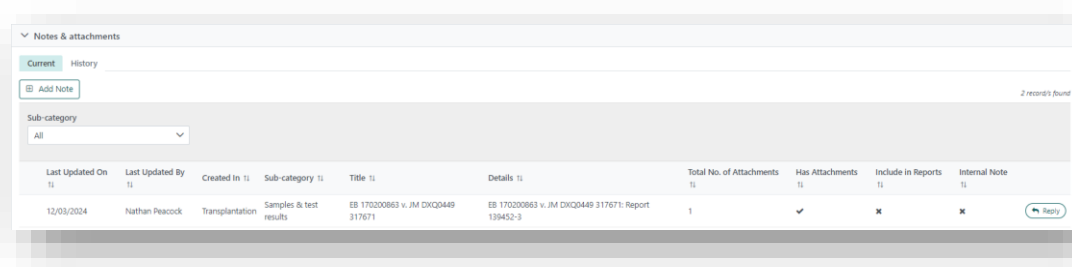 Notes & attachments
Current History
Add Note
2 record/s found
Sub-category
All
Last Updated On Last Updated By Created In Sub-category Title Details Total No. of Attachments Has Attachments Include in Reports Internal Note
12/03/2024 Nathan Peacock Transplantation Samples & test results EB 170200863 v. JM DXQ0449 317671 EB 170200863 v. JM DXQ0449 317671: Report 139452-3 1 Reply